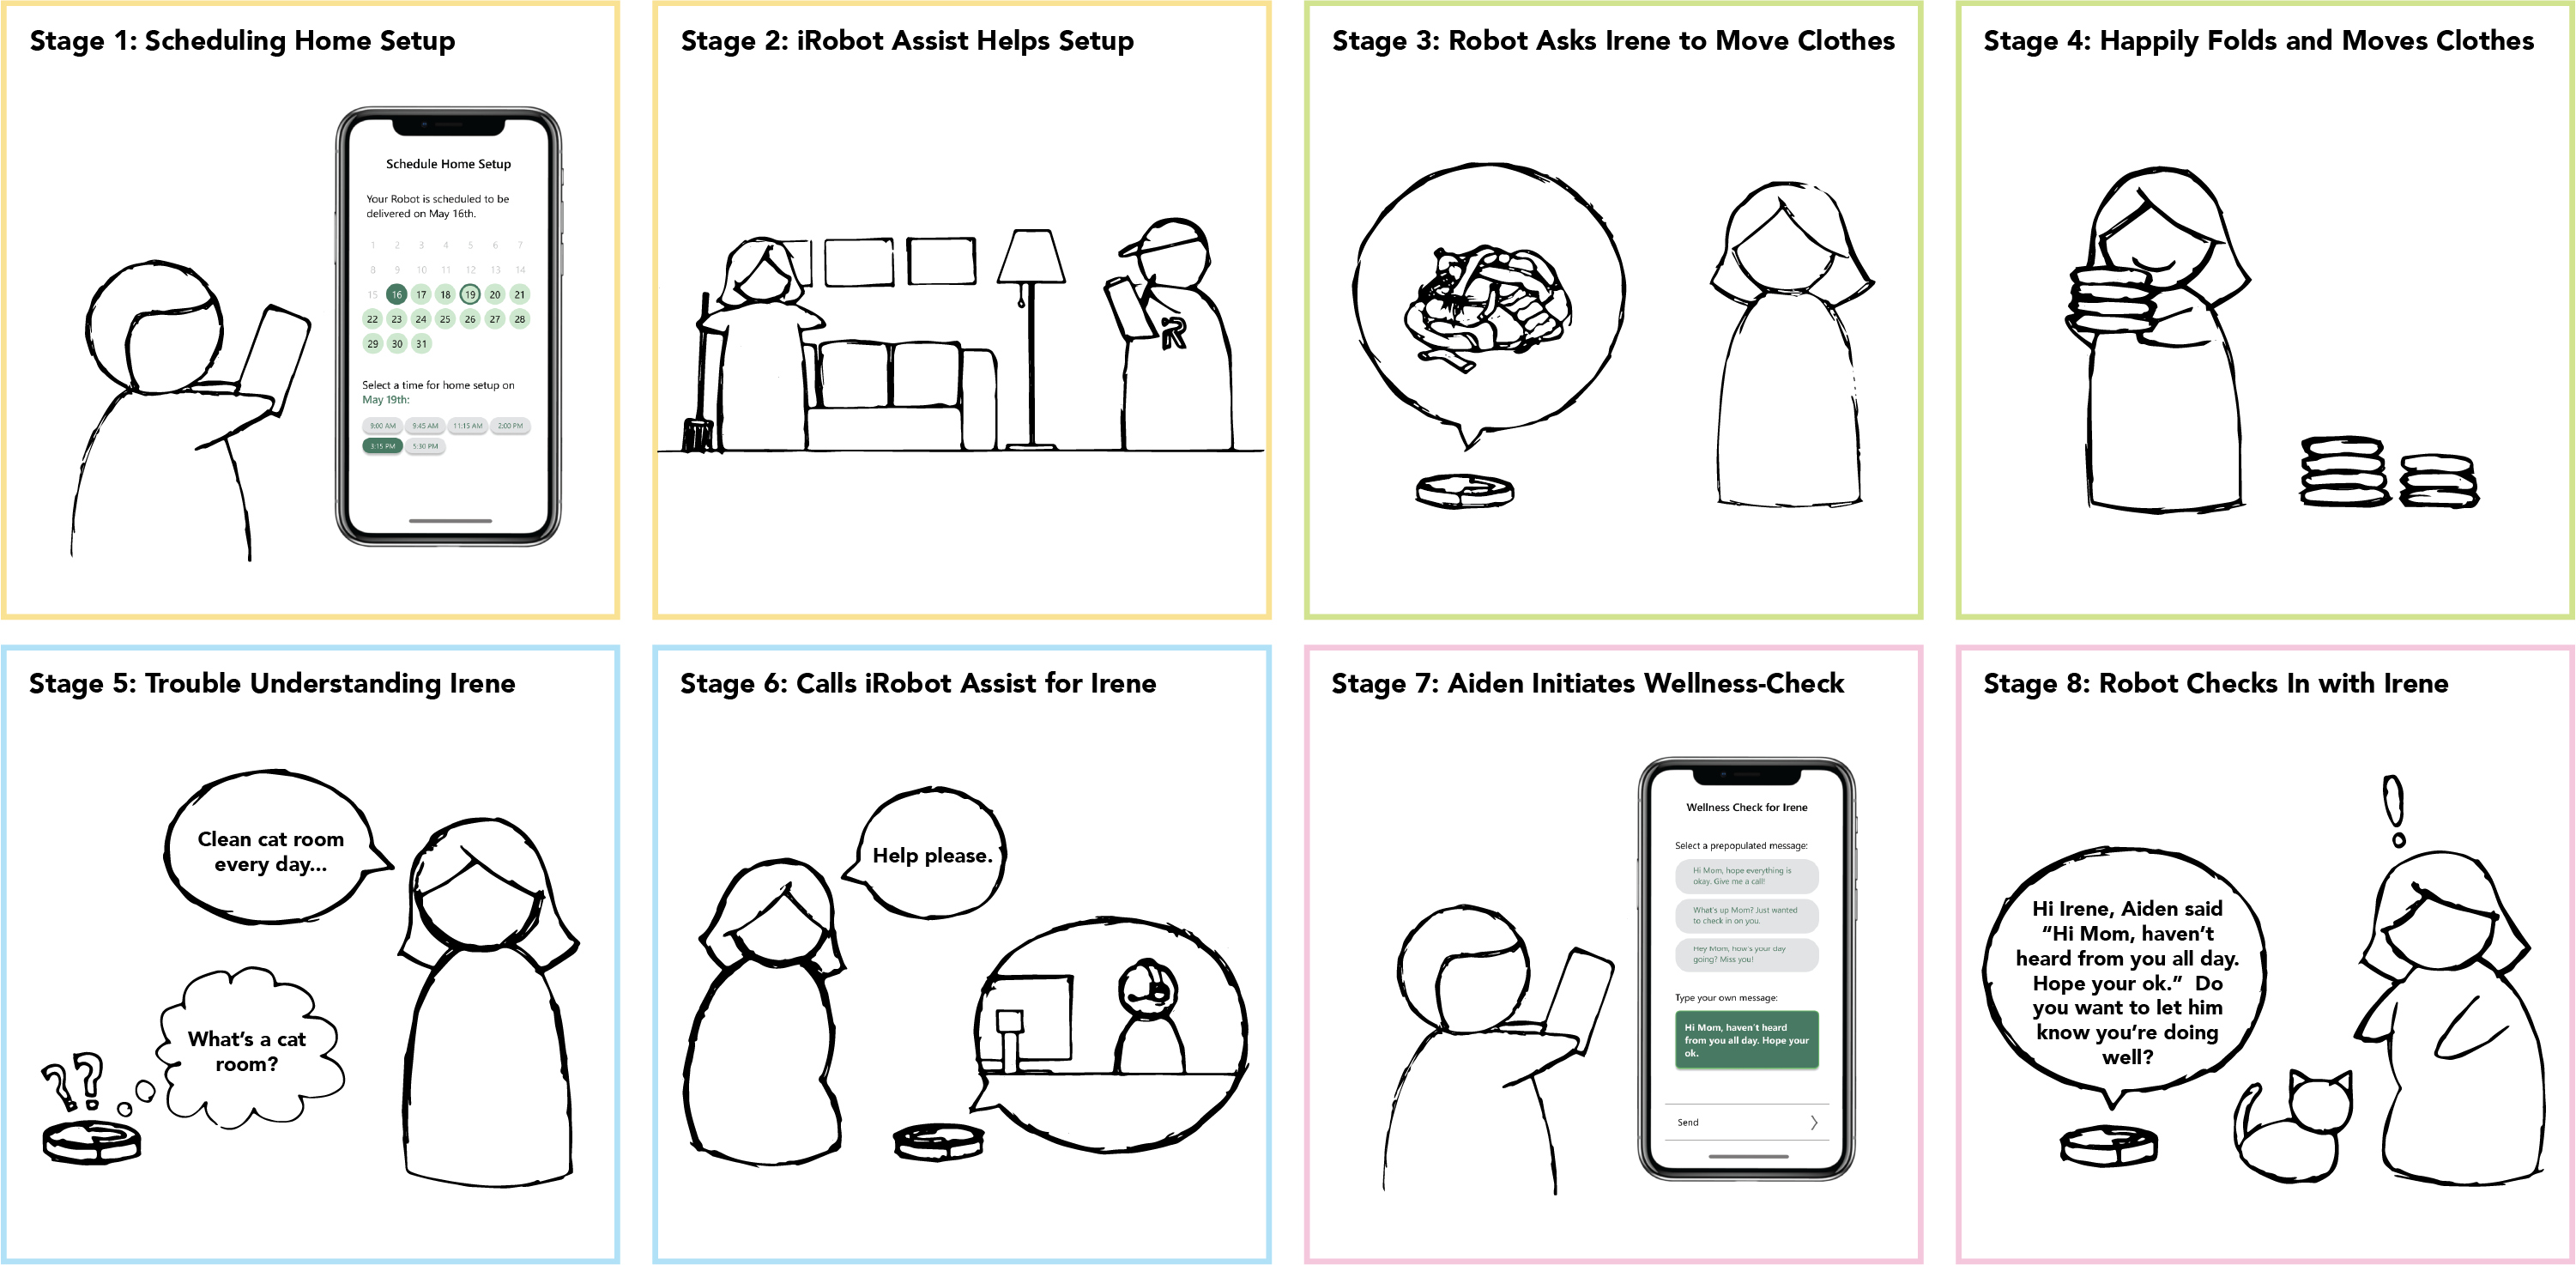 Stage 1: Scheduling Home Setup
Schedule Home Setup
Your Robot is scheduled to be
delivered on May 16th.
1 2 3 4 5 6 7
8 9 10 11 12 13 14
15 16 17 18 19 20 21
22 23 24 25 26 27 28
29 30 31
Select a time for home setup on
May 19th:
9:00 AM 9:45 AM 11:15 AM 2:00 PM
3:15 PM 5:30 PM
Stage 2: iRobot Assist Helps Setup
R
Stage 3: Robot Asks Irene to Move Clothes
Stage 4: Happily Folds and Moves Clothes
Stage 5: Trouble Understanding Irene
Clean cat room
every day...
What's a cat
room?
??
Stage 6: Calls iRobot Assist for Irene
Help please.
Stage 7: Aiden Initiates Wellness-Check
Wellness Check for Irene
Select a prepopulated message:
Hi Mom, hope everything is
okay. Give me a call!
What's up Mom? Just wanted
to check in on you.
Hey Mom, how's your day
going? Miss you!
Type your own message:
Hi Mom, haven't heard
from you all day. Hope your
ok.
Send
Stage 8: Robot Checks In with Irene
!
Hi Irene, Aiden said
“Hi Mom, haven’t
heard from you all day.
Hope your ok.”  Do
you want to let him
know you’re doing
well?